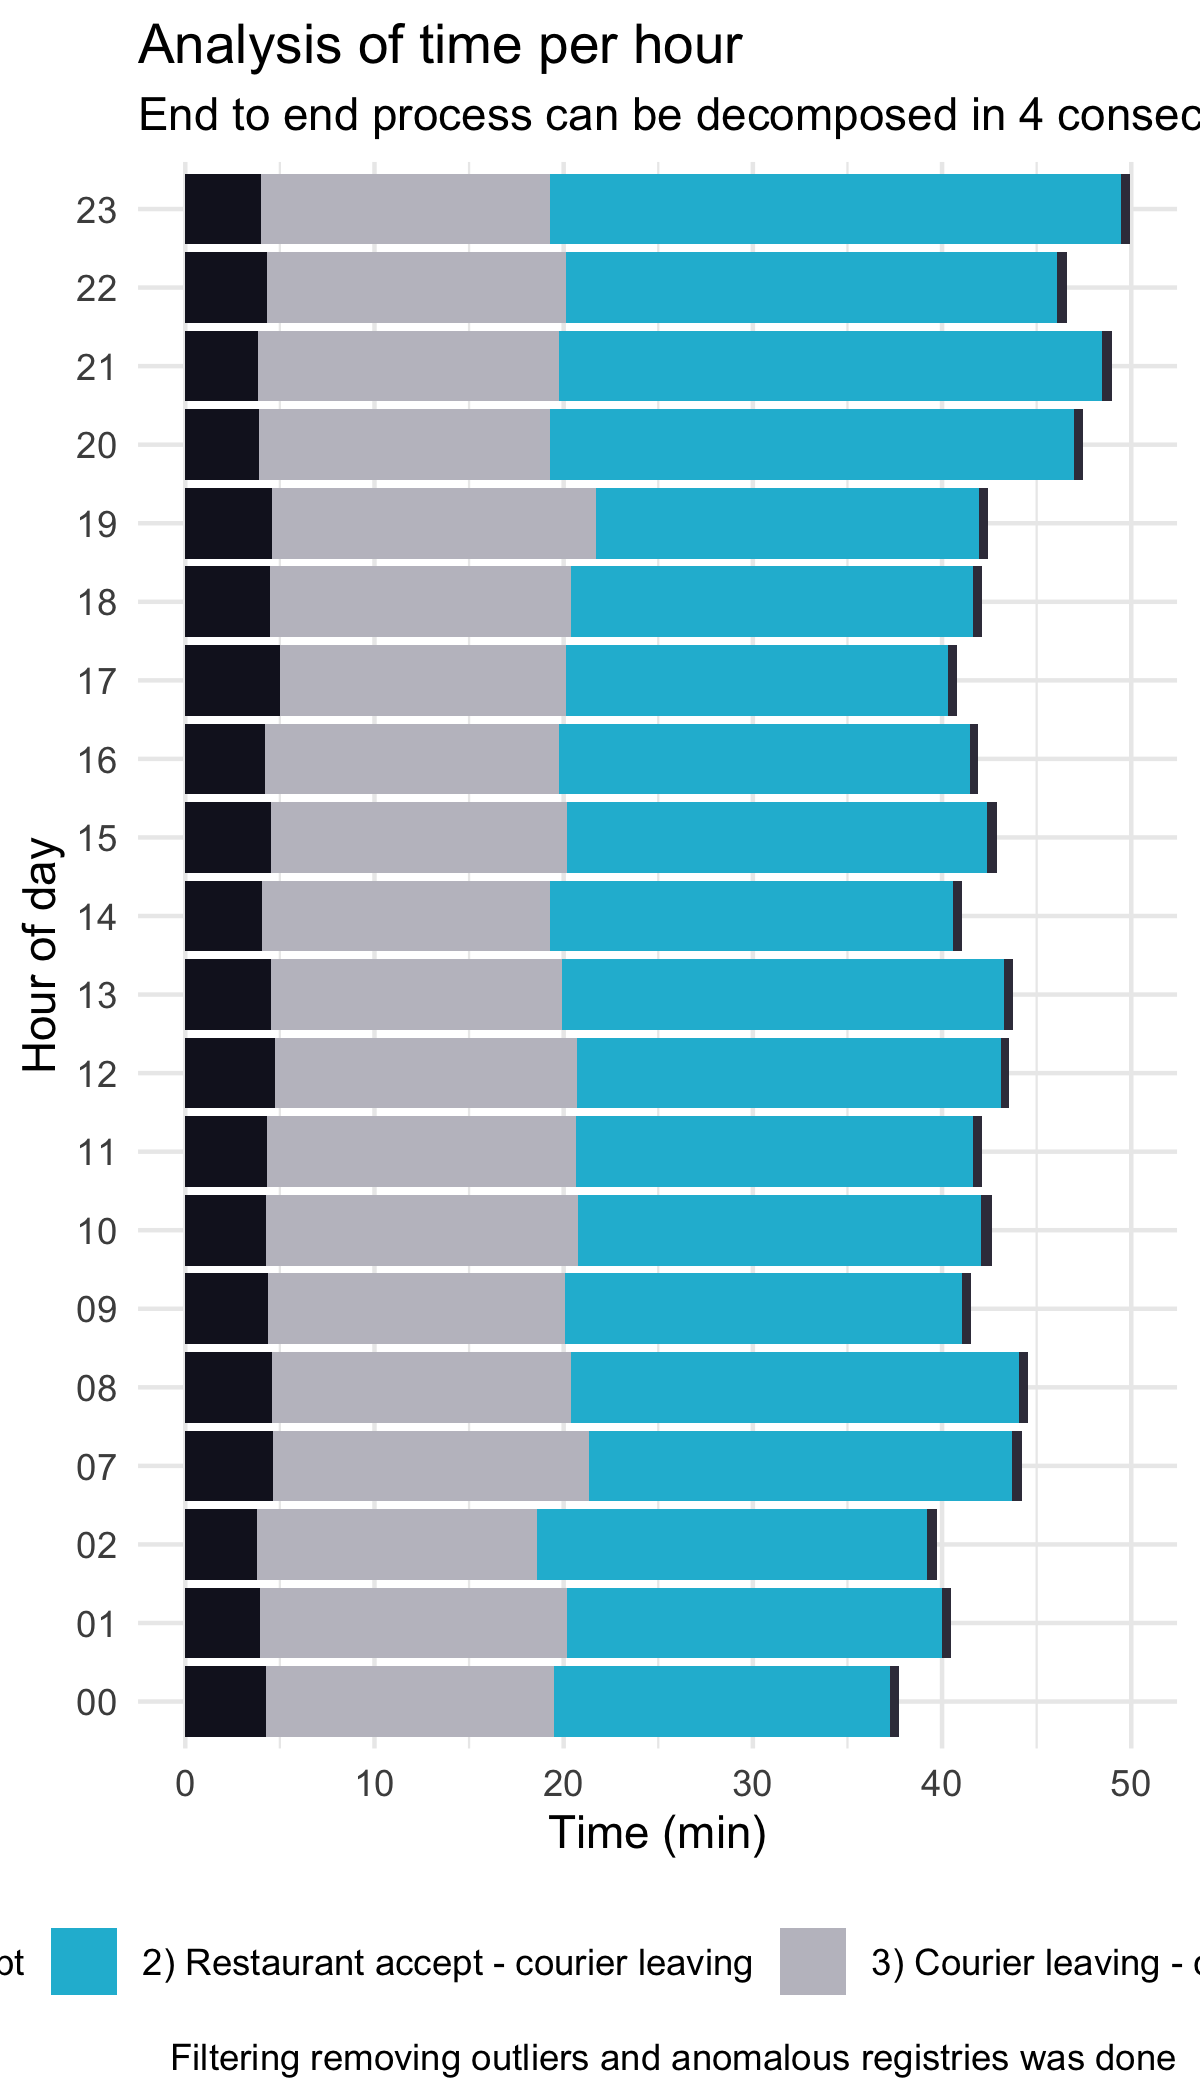 Analysis of time per hour
End to end process can be decomposed in 4 consec
23
22
21
20
19
18
17
16
15
14
13
12
11
10
09
08
07
02
01
00
Hour of day
0 10 20 30 40 50
Time (min)
pt 2) Restaurant accept - courier leaving 3) Courier leaving - c
Filtering removing outliers and anomalous registries was done